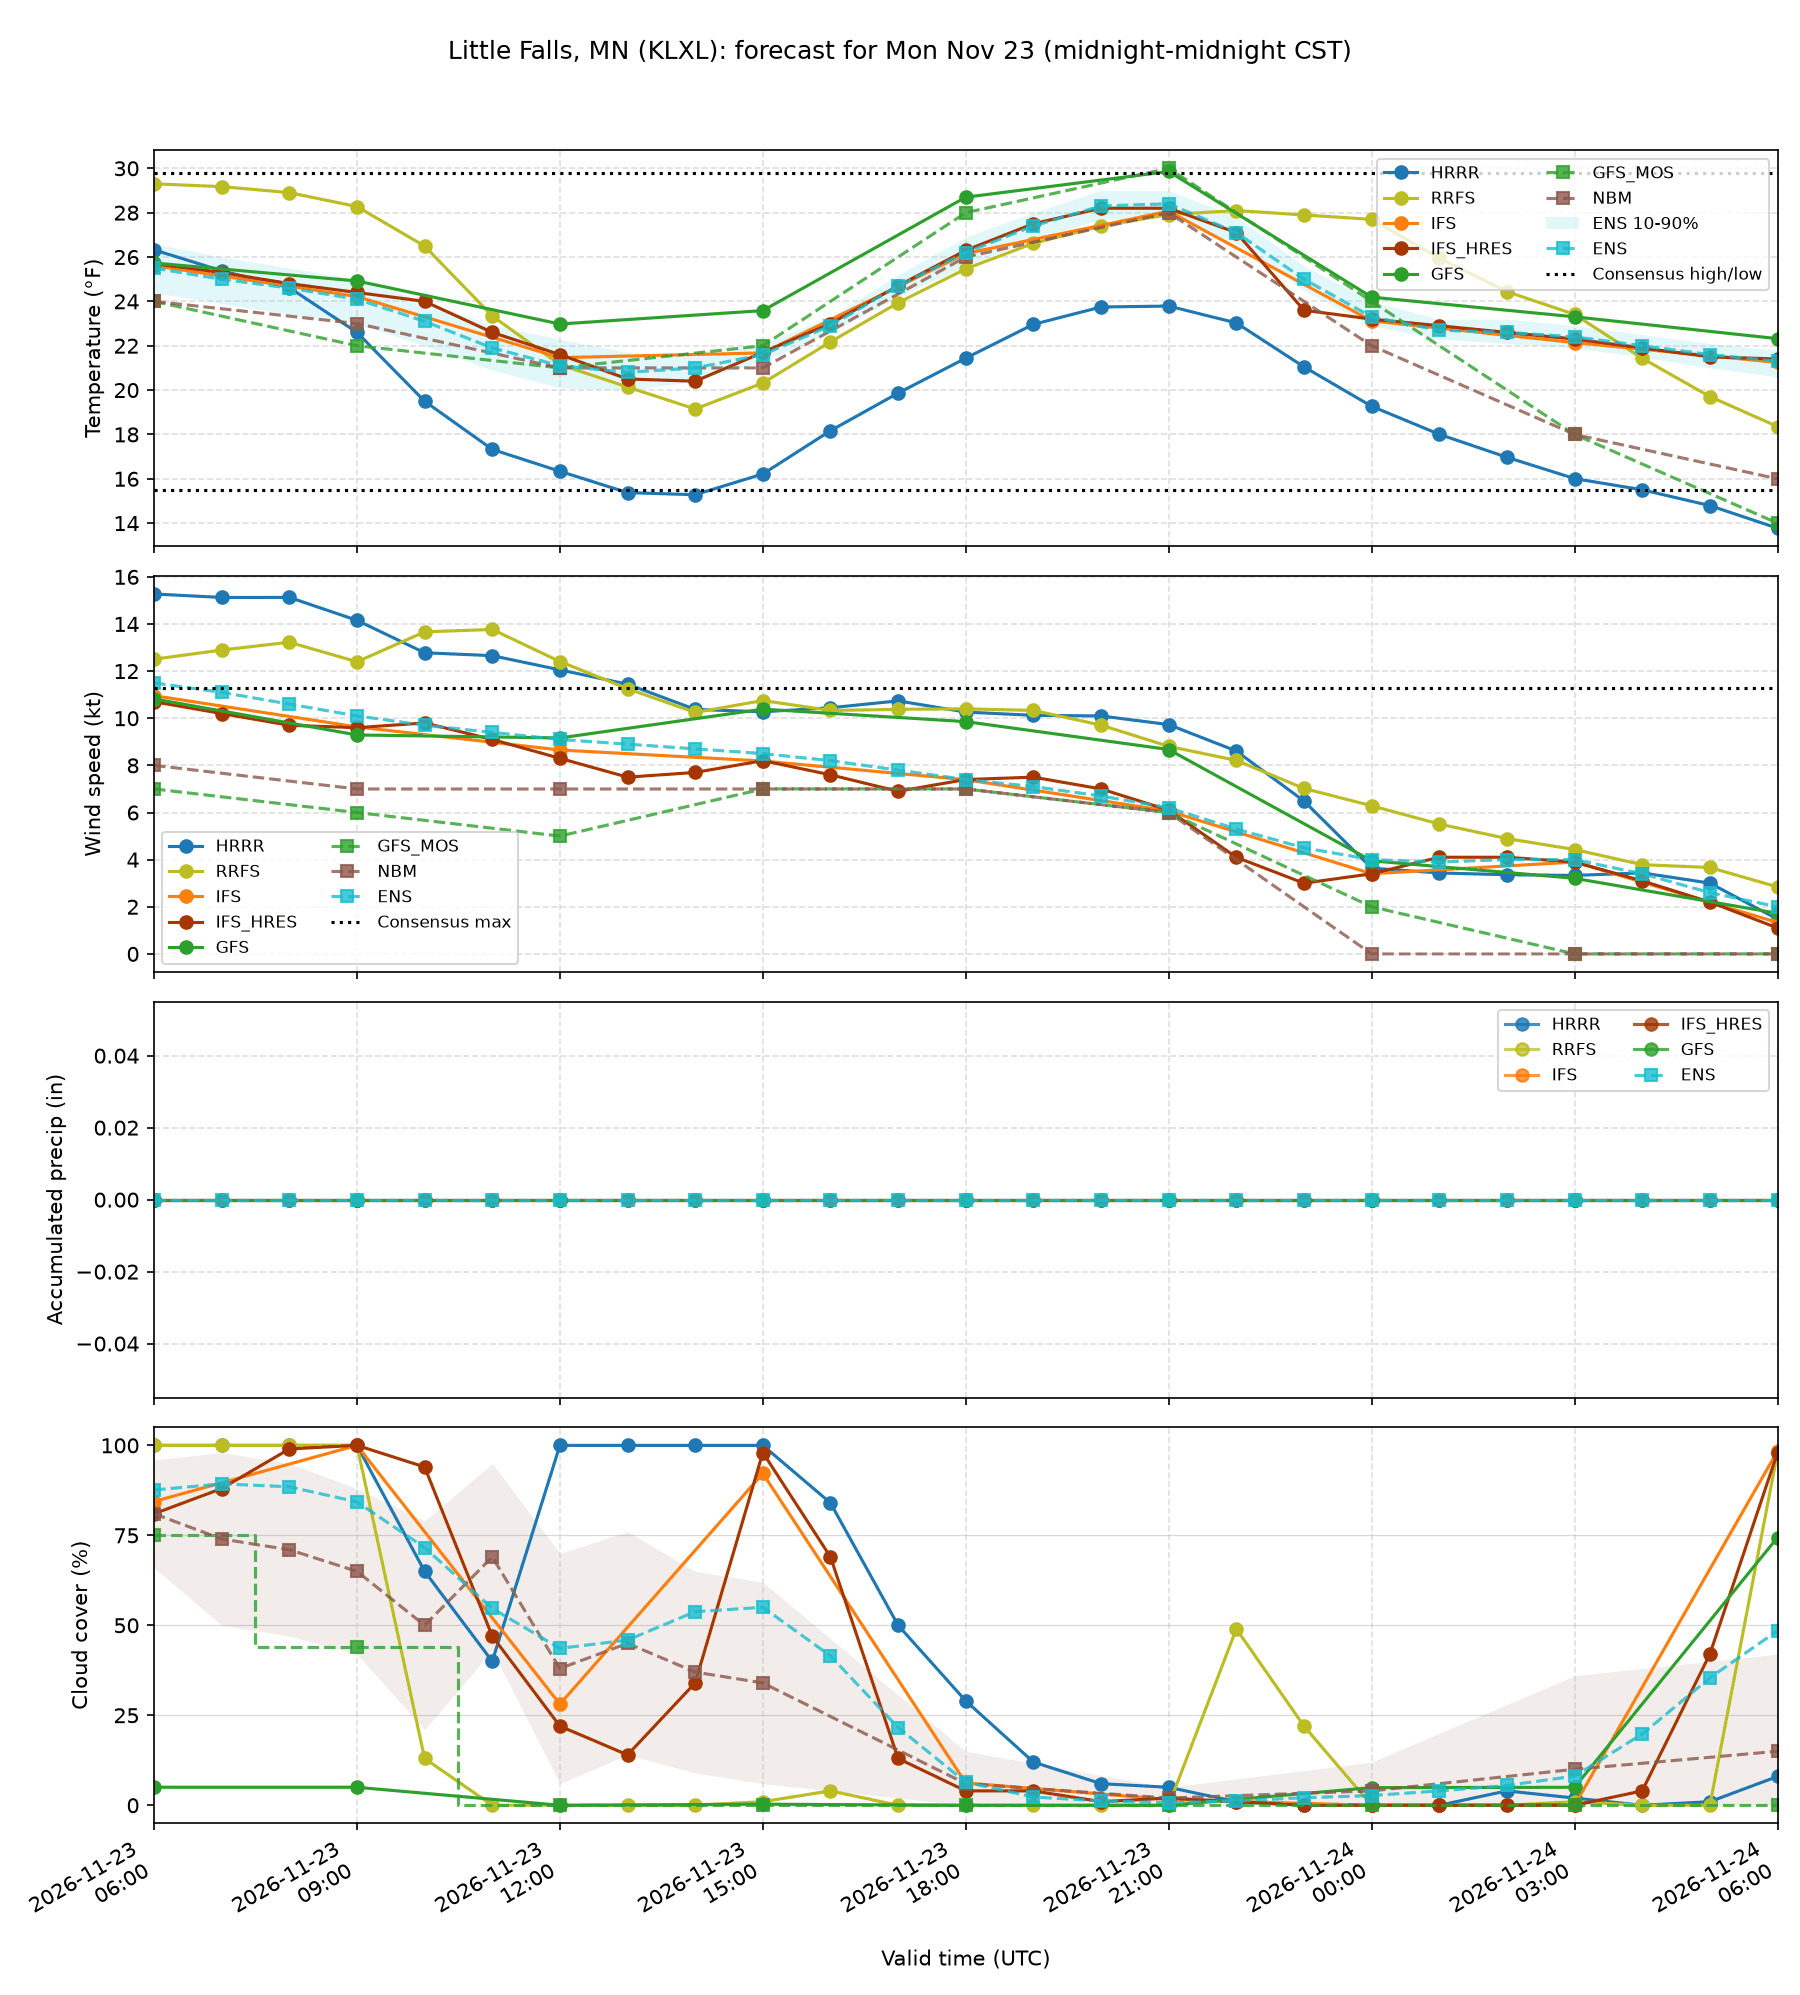 Little Falls, MN (KLXL): forecast for Mon Nov 23 (midnight-midnight CST)
Temperature (°F)
30
28
26
24
22
20
18
16
14
HRRR
RRFS
IFS
IFS_HRES
GFS
GFS_MOS
NBM
ENS 10-90%
ENS
Consensus high/low
Wind speed (kt)
16
14
12
10
8
6
4
2
0
HRRR
RRFS
IFS
IFS_HRES
GFS
GFS_MOS
NBM
ENS
Consensus max
Accumulated precip (in)
0.04
0.02
0.00
−0.02
−0.04
HRRR
RRFS
IFS
IFS_HRES
GFS
ENS
Cloud cover (%)
100
75
50
25
0
2026-11-23
06:00
2026-11-23
09:00
2026-11-23
12:00
2026-11-23
15:00
2026-11-23
18:00
2026-11-23
21:00
2026-11-24
00:00
2026-11-24
03:00
2026-11-24
06:00
Valid time (UTC)